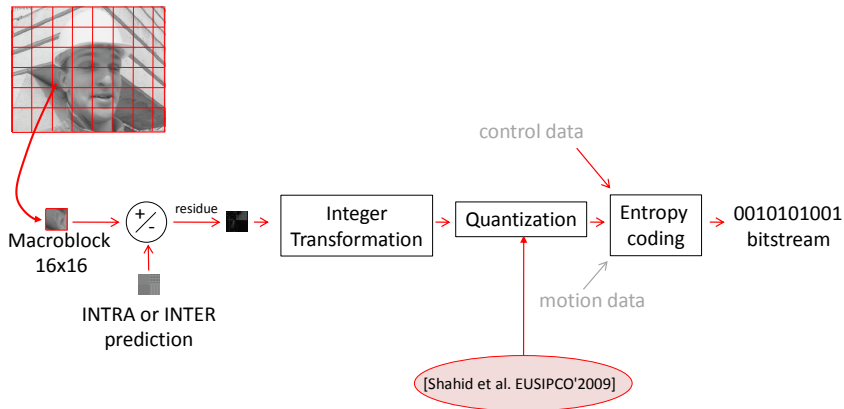 control data
Macroblock
16x16
+
-
residue
Integer
Transformation
Quantization
Entropy
coding
0010101001
bitstream
motion data
INTRA or INTER
prediction
[Shahid et al. EUSIPCO'2009]